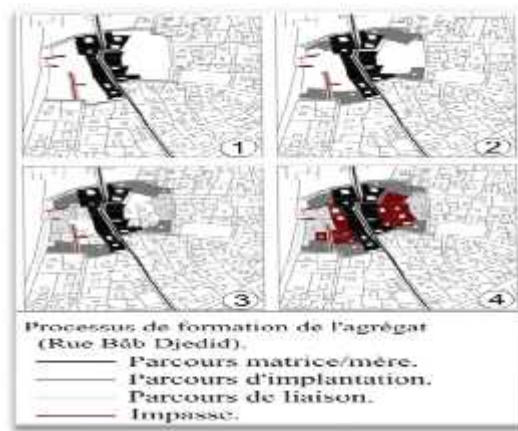 1
2
3
4
Processus de formation de l'agrégat
(Rue Bâb Djedid).
Parcours matrice/mère.
Parcours d'implantation.
Parcours de liaison.
Impasse.